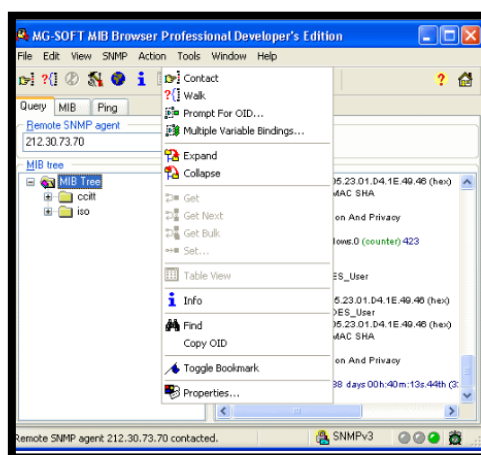 MG-SOFT MIB Browser Professional Developer's Edition
File Edit View SNMP Action Tools Window Help
Query MIB Ping
Remote SNMP agent
212.30.73.70
MIB tree
MIB Tree
ccitt
iso
Contact
Walk
Prompt For OID...
Multiple Variable Bindings...
Expand
Collapse
Get
Get Next
Get Bulk
Set...
Table View
Info
Find
Copy OID
Toggle Bookmark
Properties...
05.23.01.D4.1E.49.46 (hex)
MAC SHA
on And Privacy
lows.0 (counter) 423
ES_User
05.23.01.D4.1E.49.46 (hex)
DES_User
05.23.01.D4.1E.49.46 (hex)
MAC SHA
on And Privacy
days 00h:40m:13s.44th
Remote SNMP agent 212.30.73.70 contacted.
SNMPv3